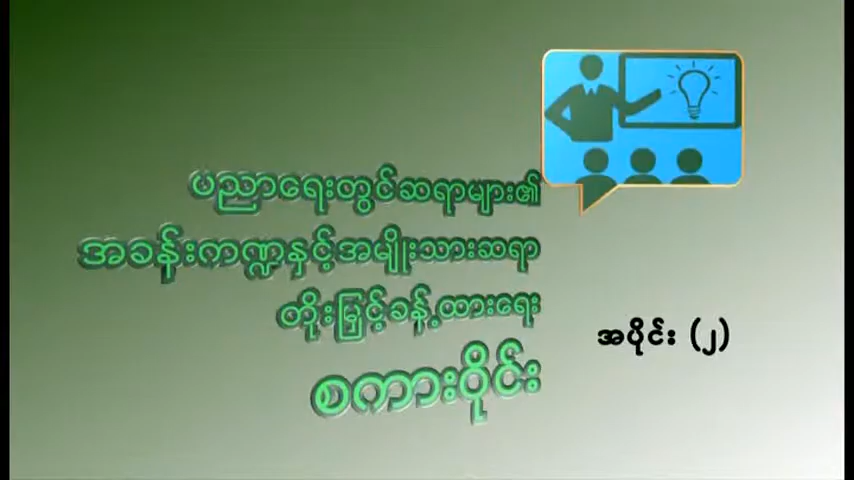 ပညာရေးတွင်ဆရာများ၏
အခန်းကဏ္ဍနှင့်အမျိုးသားဆရာ
တိုးမြှင့်ခန့်ထားရေး
စကားဝိုင်း
အပိုင်း (၂)